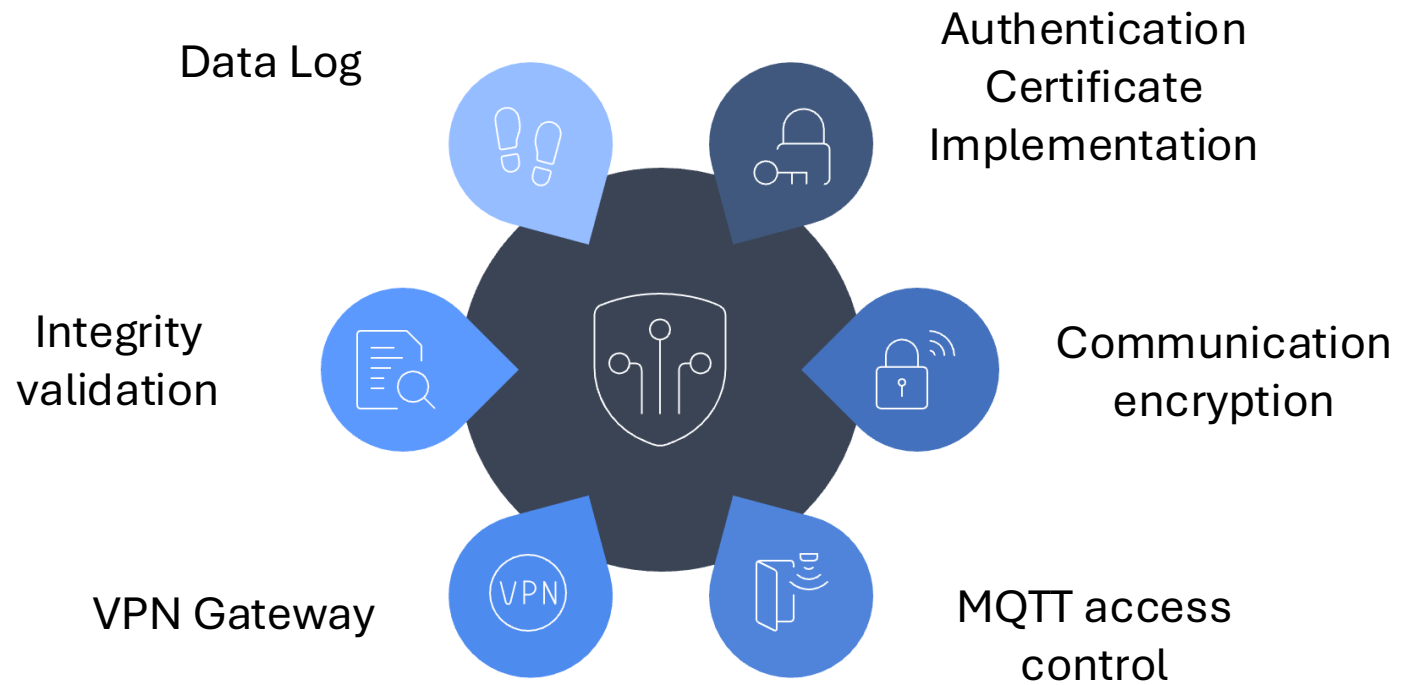 Data Log
Authentication
Certificate
Implementation
Integrity
validation
Communication
encryption
VPN
VPN Gateway
MQTT access
control